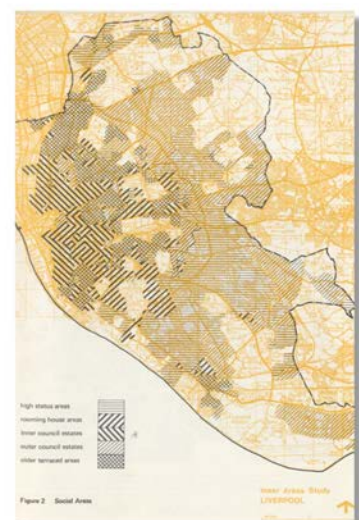 high status areas
rooming house areas
inner council estates
outer council estates
older terraced areas
Figure 2 Social Areas
Inner Areas Study
LIVERPOOL